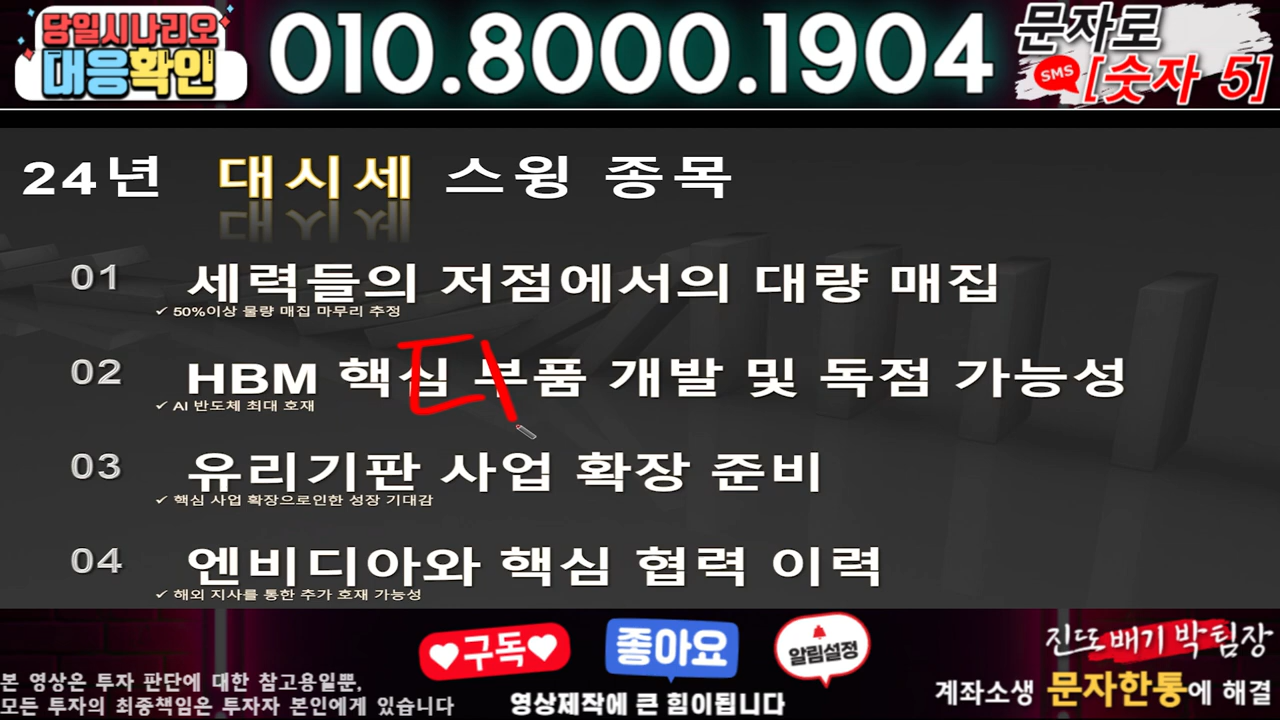 당일시나리오
대응확인
010.8000.1904
문자로
SMS [숫자 5]
24년 대시세 스윙 종목
01 세력들의 저점에서의 대량 매집
✓ 50%이상 물량 매집 마무리 추정
02 HBM 핵심 부품 개발 및 독점 가능성
✓ AI 반도체 최대 호재
03 유리기판 사업 확장 준비
✓ 핵심 사업 확장으로인한 성장 기대감
04 엔비디아와 핵심 협력 이력
✓ 해외 지사를 통한 추가 호재 가능성
구독
좋아요
알림설정
영상제작에 큰 힘이됩니다
본 영상은 투자 판단에 대한 참고용일뿐,
모든 투자의 최종책임은 투자자 본인에게 있습니다
진또배기 박팀장
계좌소생 문자한통에 해결